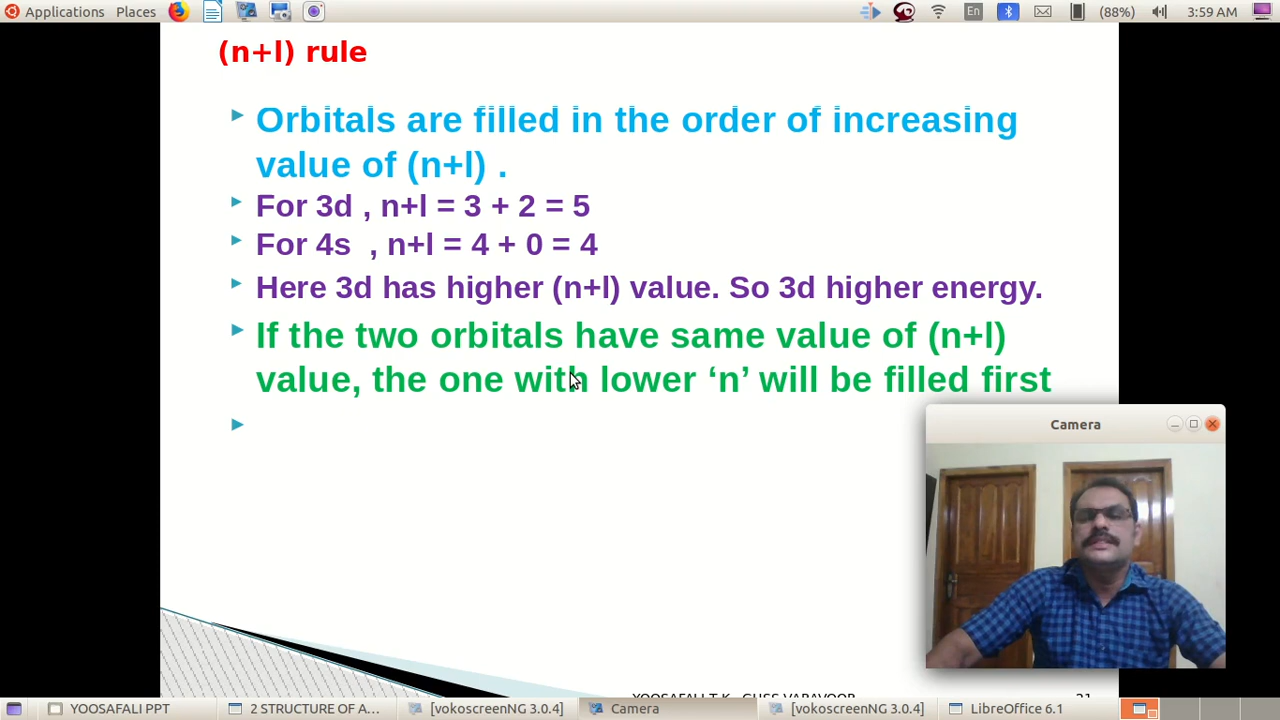 Applications Places En (88%) 3:59 AM
(n+l) rule
Orbitals are filled in the order of increasing
value of (n+l) .
For 3d , n+l = 3 + 2 = 5
For 4s , n+l = 4 + 0 = 4
Here 3d has higher (n+l) value. So 3d higher energy.
If the two orbitals have same value of (n+l)
value, the one with lower ‘n’ will be filled first
Camera
YOOSAFALI PPT 2 STRUCTURE OF A... [vokoscreenNG 3.0.4] Camera [vokoscreenNG 3.0.4] LibreOffice 6.1